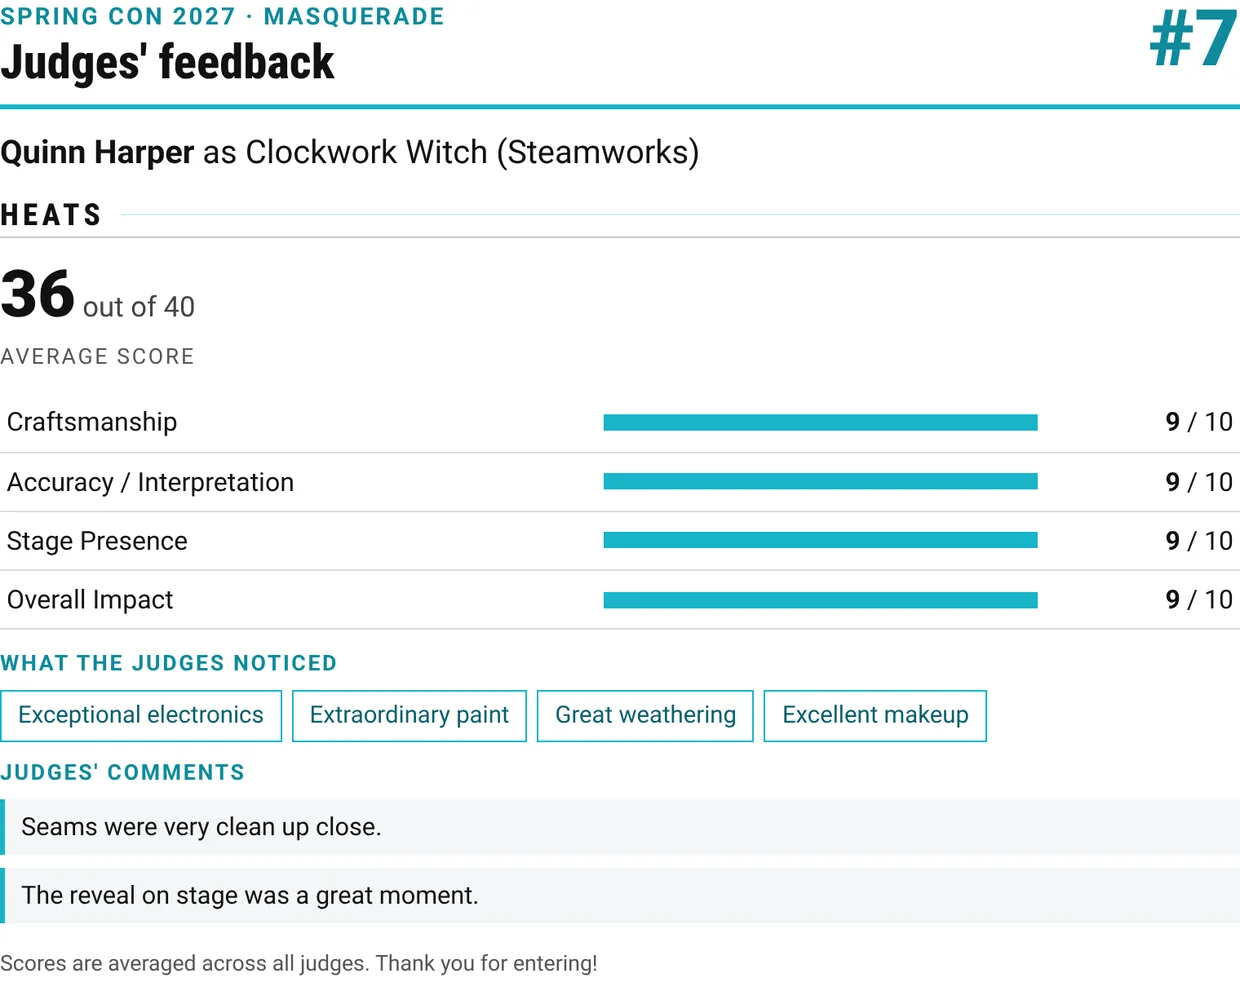 SPRING CON 2027 · MASQUERADE
#7
Judges' feedback
Quinn Harper as Clockwork Witch (Steamworks)
HEATS
36 out of 40
AVERAGE SCORE
Craftsmanship 9 / 10
Accuracy / Interpretation 9 / 10
Stage Presence 9 / 10
Overall Impact 9 / 10
WHAT THE JUDGES NOTICED
Exceptional electronics Extraordinary paint Great weathering Excellent makeup
JUDGES' COMMENTS
Seams were very clean up close.
The reveal on stage was a great moment.
Scores are averaged across all judges. Thank you for entering!